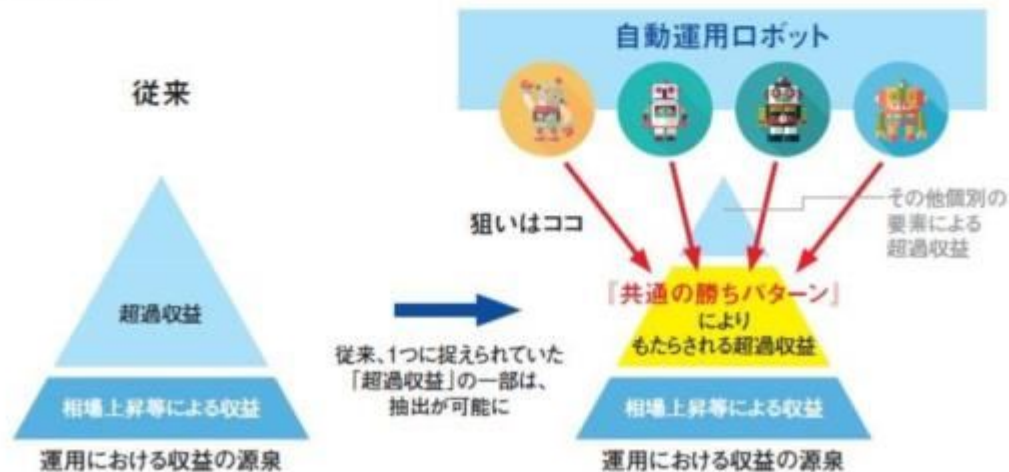 従来
超過収益
相場上昇等による収益
運用における収益の源泉
従来、1つに捉えられていた
「超過収益」の一部は、
抽出が可能に
自動運用ロボット
狙いはココ
その他個別の
要素による
超過収益
『共通の勝ちパターン』
により
もたらされる超過収益
相場上昇等による収益
運用における収益の源泉